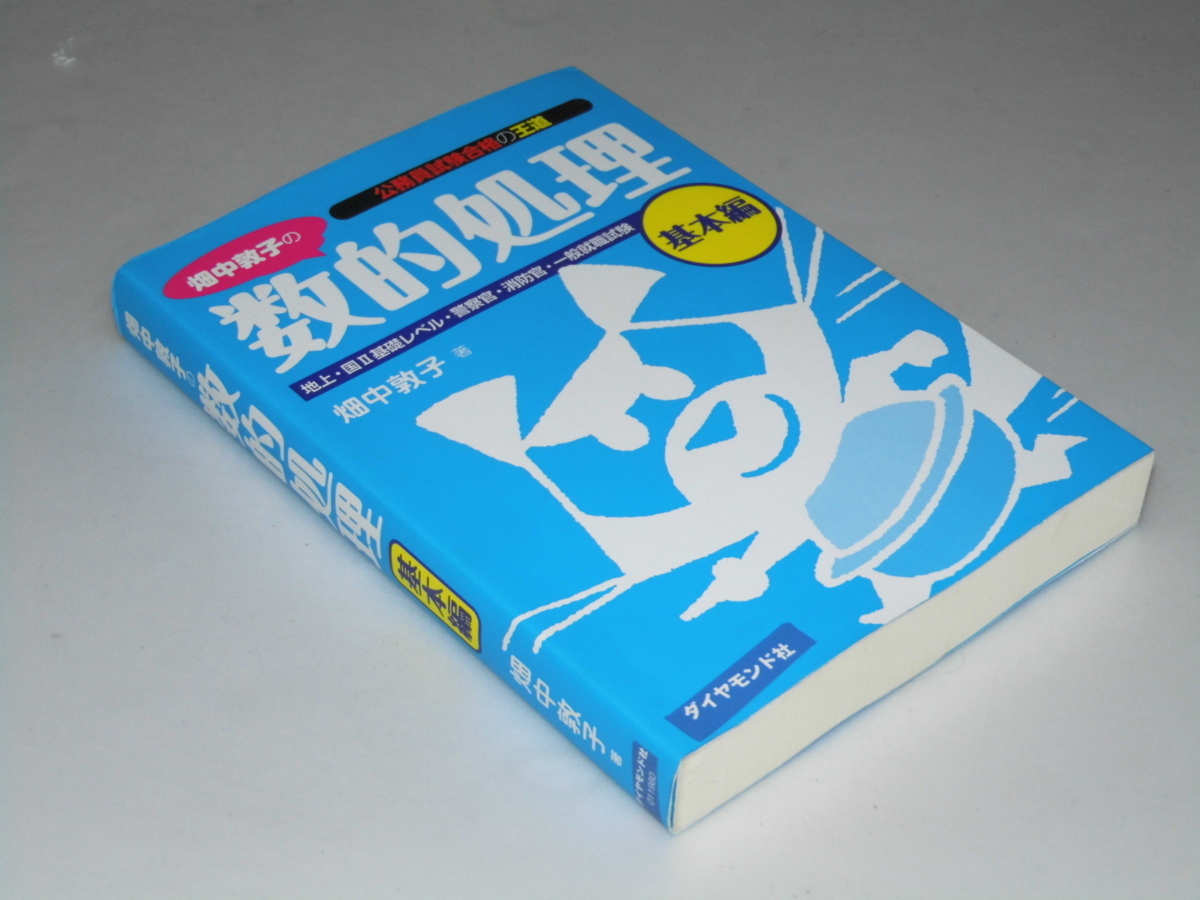 公務員試験合格の王道
畑中敦子の
数的処理
基本編
地上・国II基礎レベル・警察官・消防官・一般就職試験
畑中敦子 著
ダイヤモンド社
畑中敦子の
数的処理
基本編
畑中敦子 著
ダイヤモンド社
011980